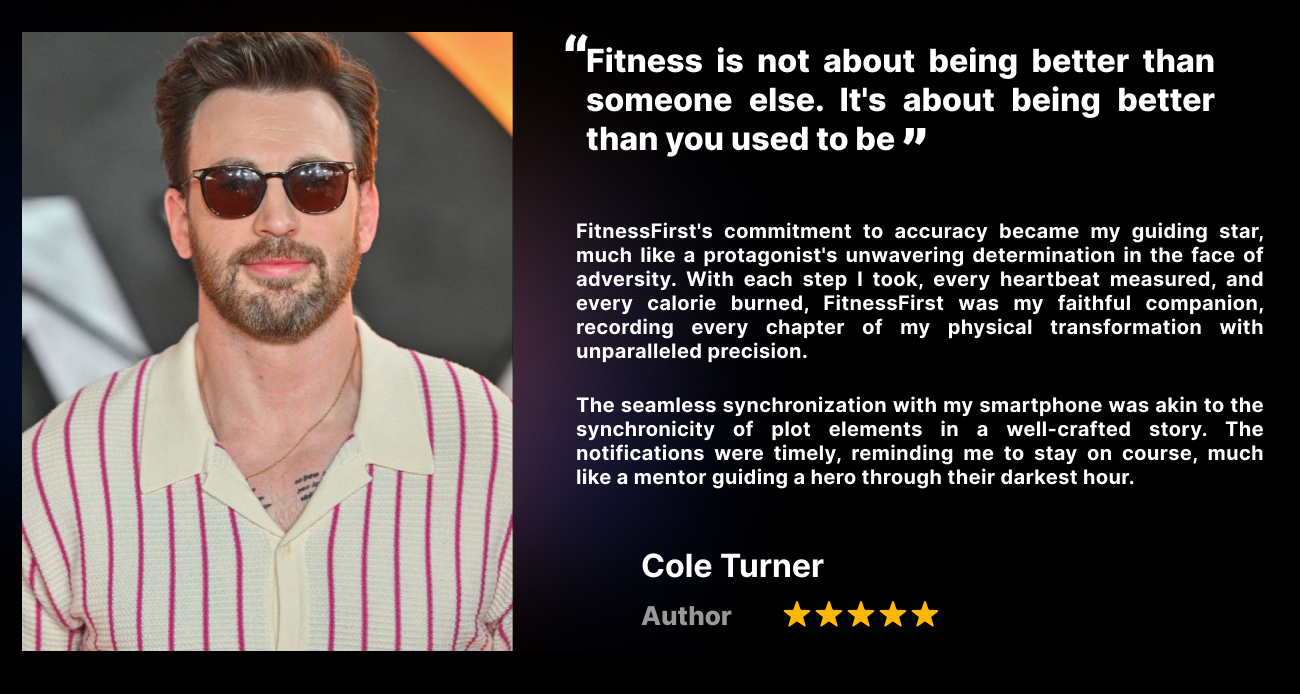 “Fitness is not about being better than
someone else. It's about being better
than you used to be”
FitnessFirst's commitment to accuracy became my guiding star,
much like a protagonist's unwavering determination in the face of
adversity. With each step I took, every heartbeat measured, and
every calorie burned, FitnessFirst was my faithful companion,
recording every chapter of my physical transformation with
unparalleled precision.
The seamless synchronization with my smartphone was akin to the
synchronicity of plot elements in a well-crafted story. The
notifications were timely, reminding me to stay on course, much
like a mentor guiding a hero through their darkest hour.
Cole Turner
Author